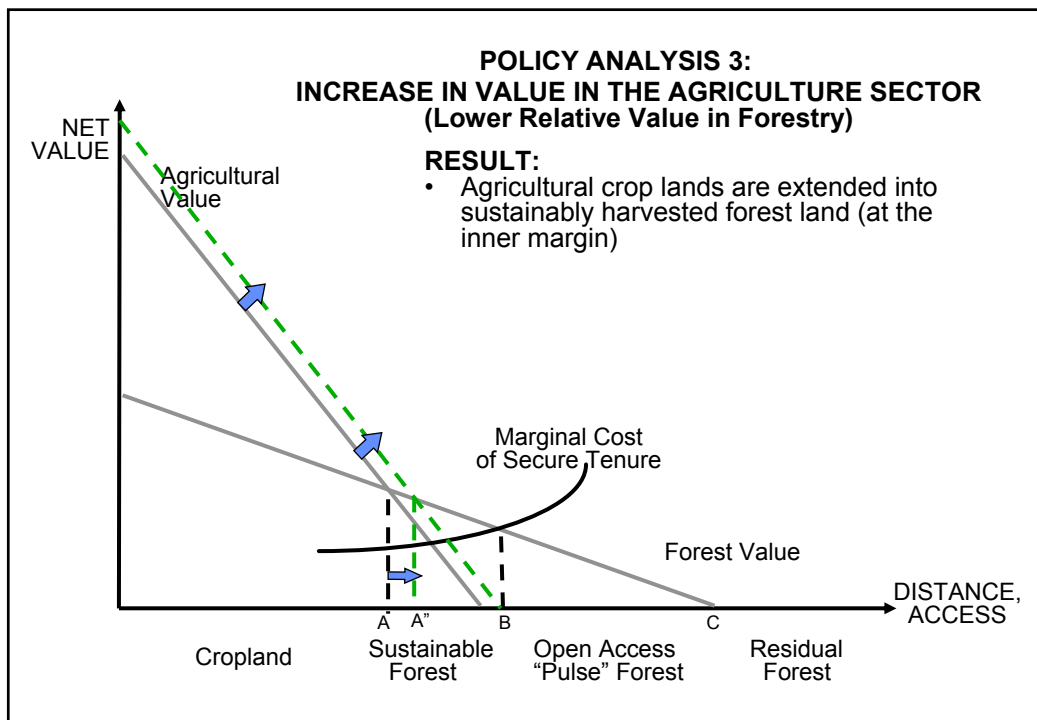 POLICY ANALYSIS 3:
INCREASE IN VALUE IN THE AGRICULTURE SECTOR
(Lower Relative Value in Forestry)
NET
VALUE
RESULT:
• Agricultural crop lands are extended into
sustainably harvested forest land (at the
inner margin)
Agricultural
Value
Marginal Cost
of Secure Tenure
Forest Value
DISTANCE,
ACCESS
A A” B C
Cropland
Sustainable
Forest
Open Access
“Pulse” Forest
Residual
Forest